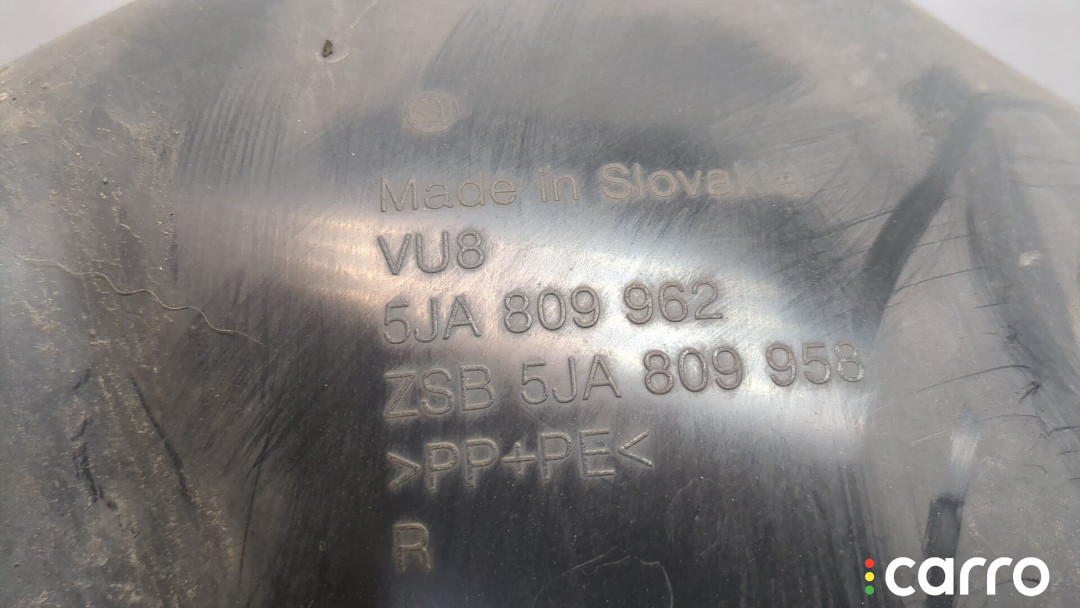 Made in Slovakia
VU8
5JA 809 962
ZSB 5JA 809 958
>PP+PE<
R
carro